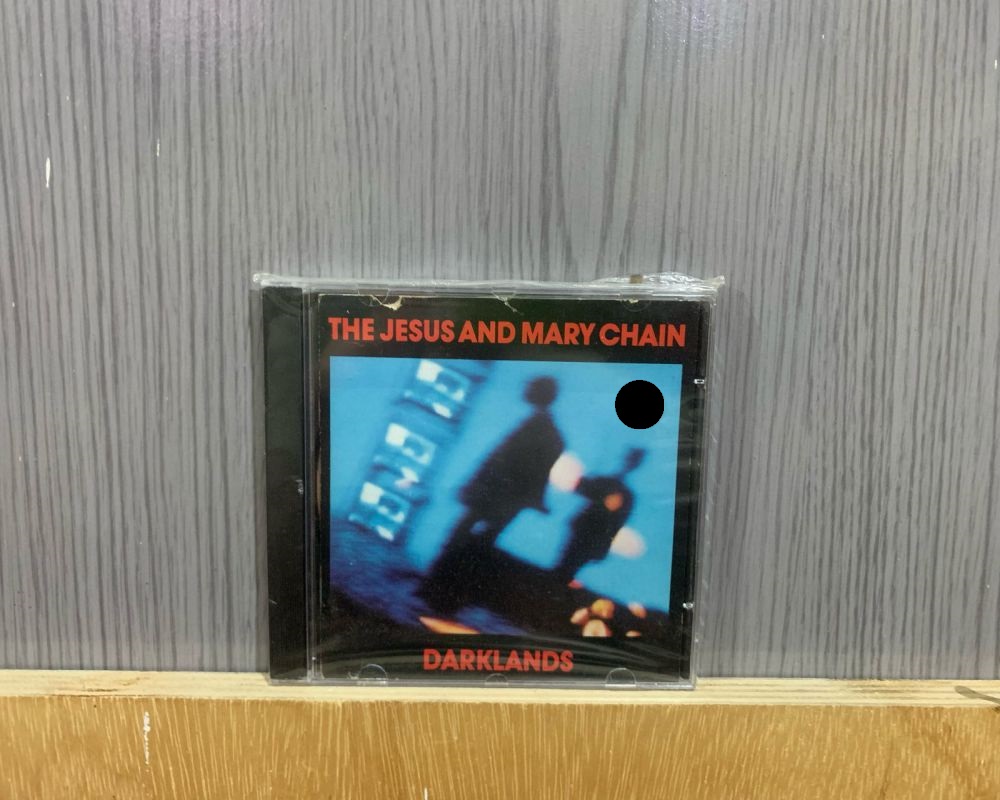 THE JESUS AND MARY CHAIN
DARKLANDS